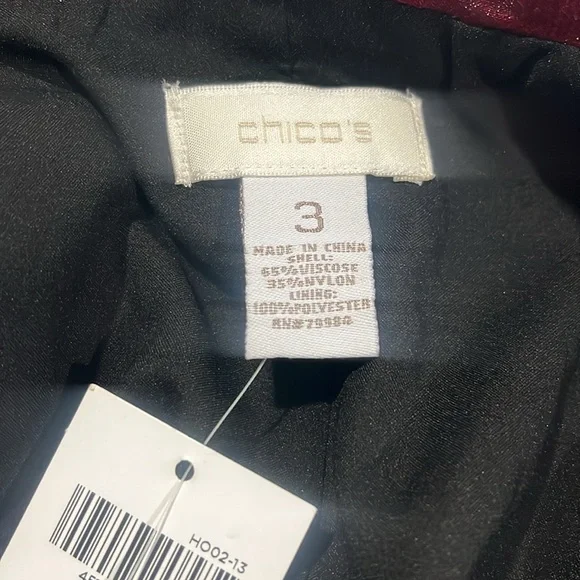 chico's
3
MADE IN CHINA
SHELL:
65%VISCOSE
35%NYLON
LINING:
100%POLYESTER
RN#79984
HO02-13